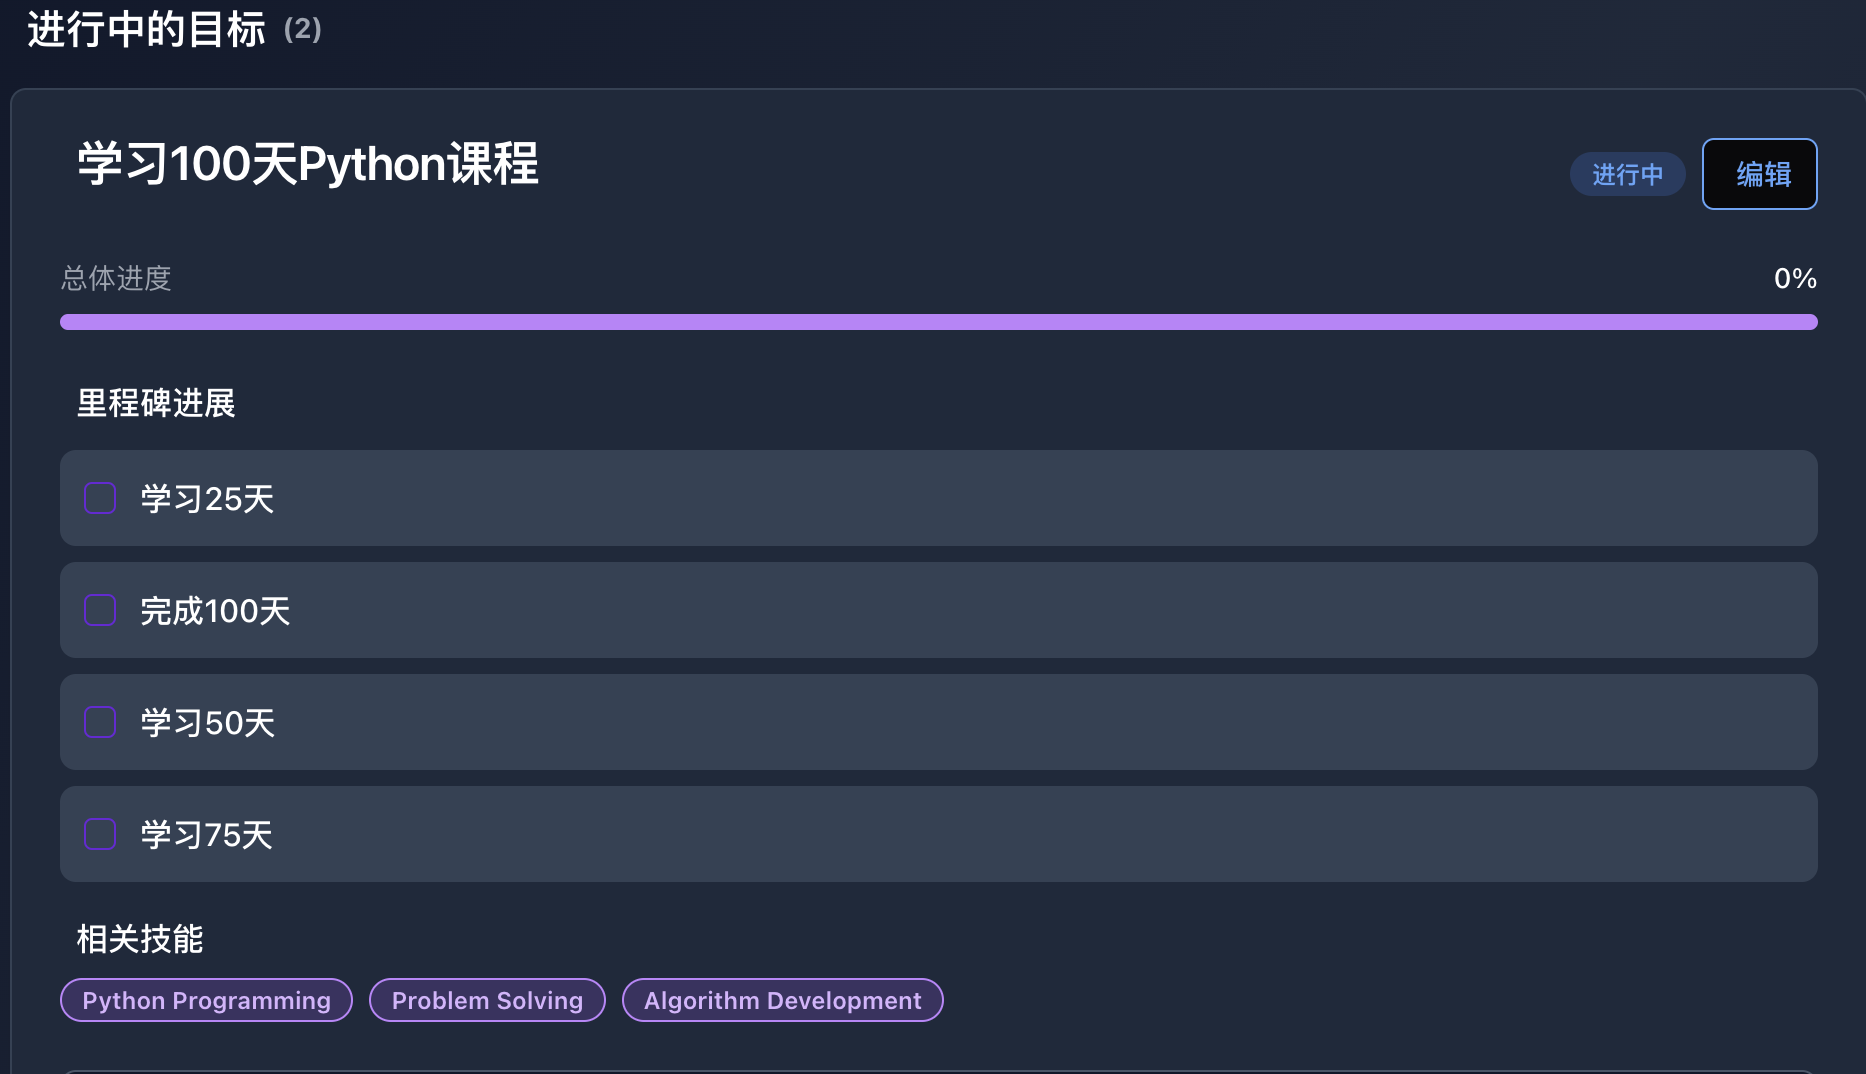 进行中的目标 (2)
学习100天Python课程
进行中
编辑
总体进度
0%
里程碑进展
学习25天
完成100天
学习50天
学习75天
相关技能
Python Programming
Problem Solving
Algorithm Development